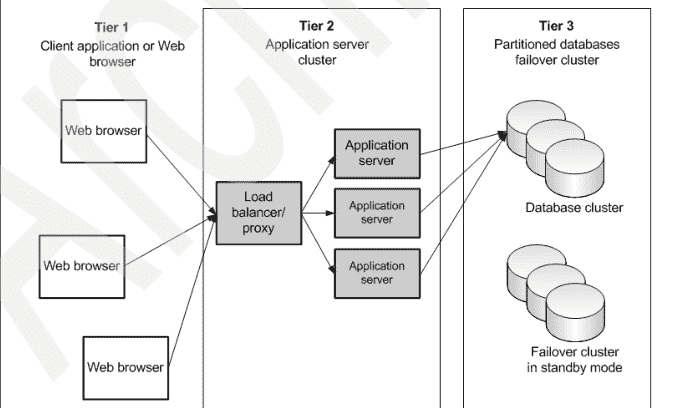 Tier 1
Client application or Web
browser
Tier 2
Application server
cluster
Tier 3
Partitioned databases
failover cluster
Web browser
Web browser
Web browser
Load
balancer/
proxy
Application
server
Application
server
Application
server
Database cluster
Failover cluster
in standby mode